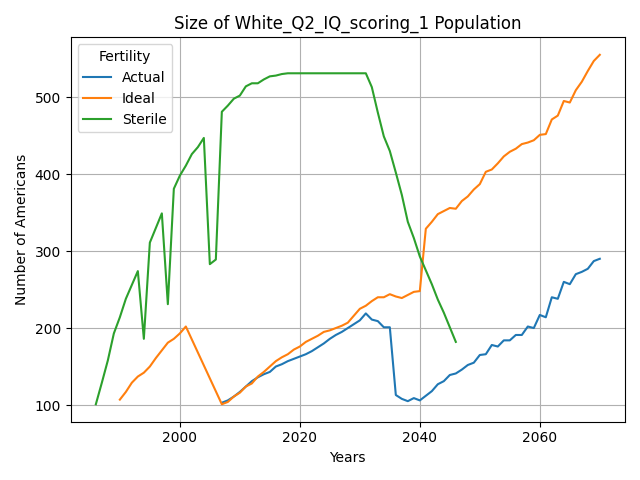 Size of White_Q2_IQ_scoring_1 Population
Fertility
Actual
Ideal
Sterile
Number of Americans
500
400
300
200
100
2000
2020
2040
2060
Years